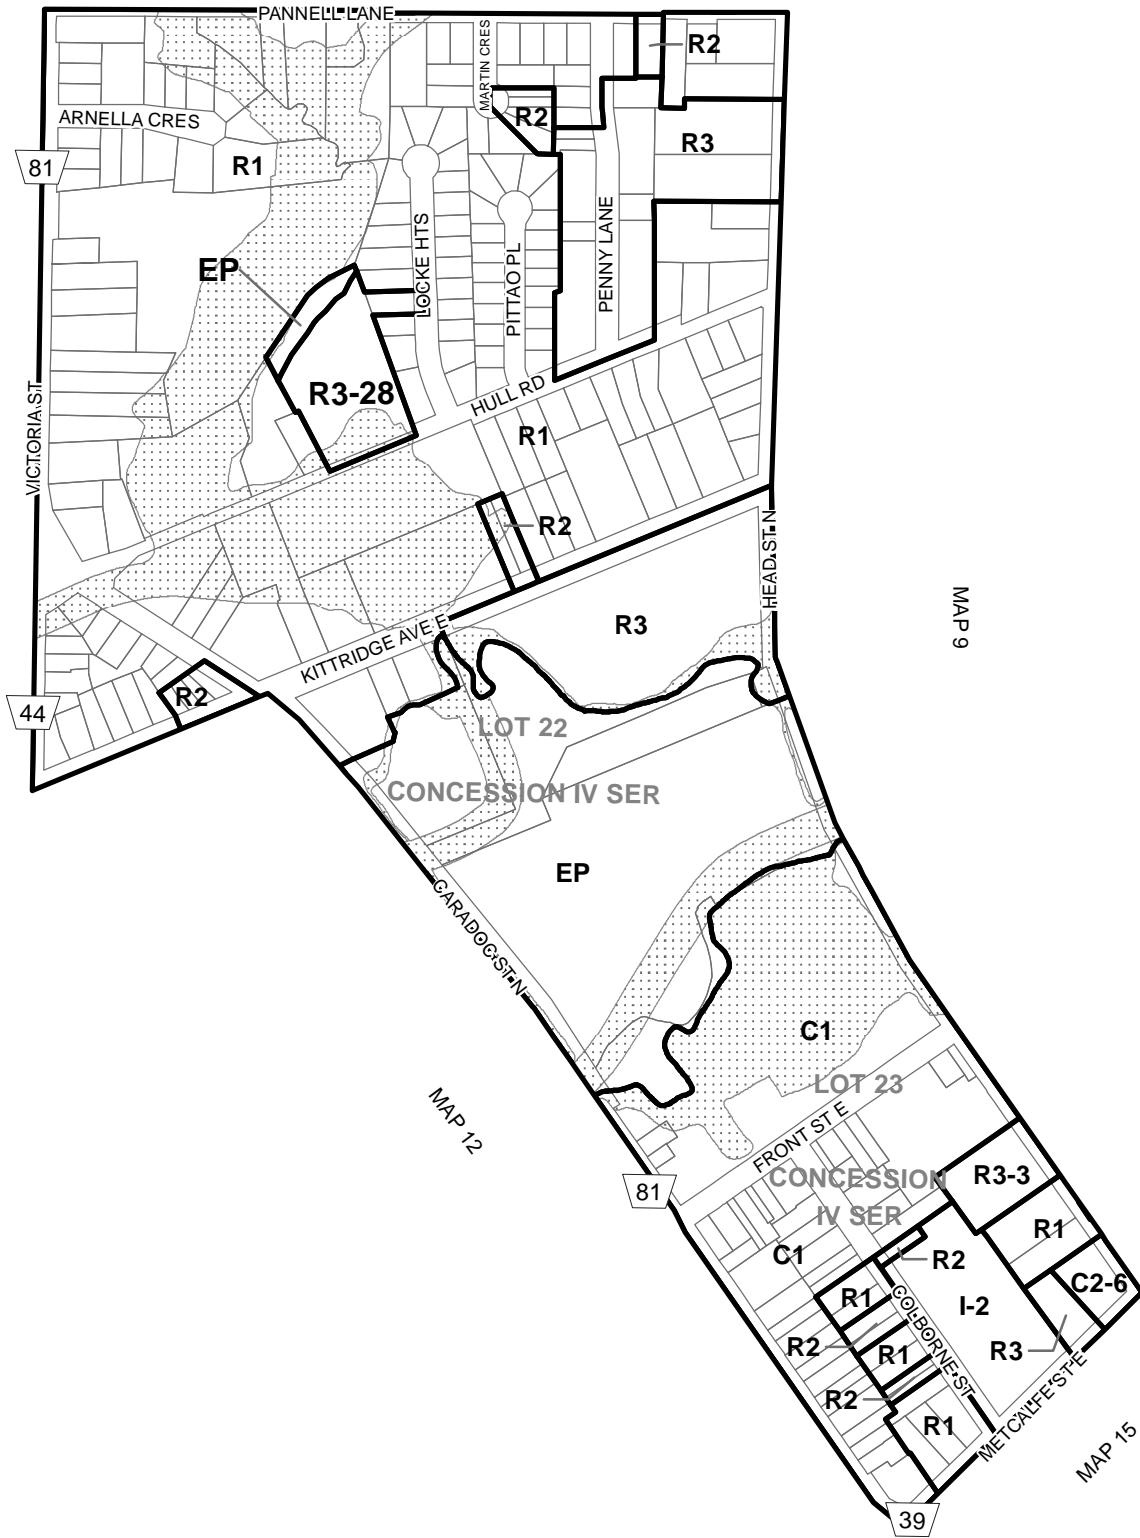 PANNELL LANE
MARTIN CRES
R2
ARNELLA CRES
R2
R3
81
R1
LOCKE HTS
PITTAO PL
PENNY LANE
EP
R3-28
HULL RD
VICTORIA ST
R1
R2
HEAD ST N
R3
MAP 9
KITTRIDGE AVE E
R2
44
LOT 22
CONCESSION IV SER
EP
CARADOC ST N
C1
LOT 23
MAP 12
FRONT ST E
CONCESSION
IV SER
R3-3
81
R1
C1
R2
C2-6
R1
I-2
COLBORNE ST
R2
R1
R3
R2
METCALFE ST E
R1
MAP 15
39